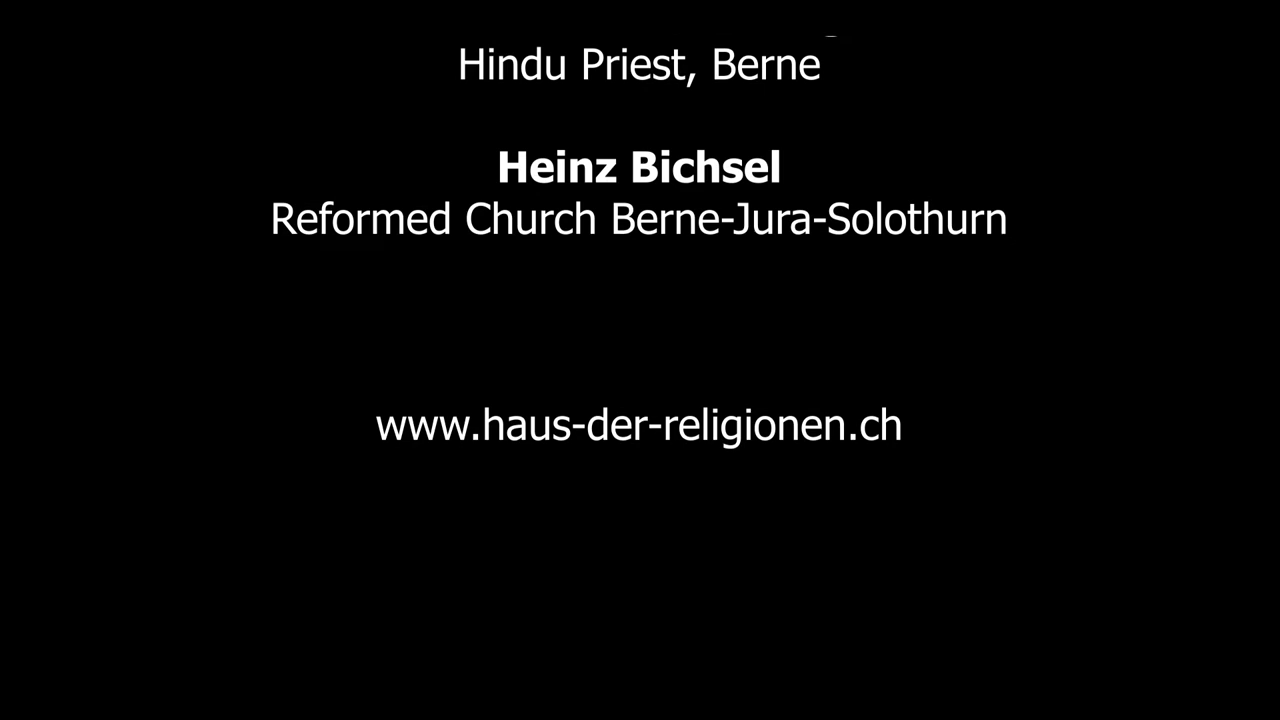 Hindu Priest, Berne
Heinz Bichsel
Reformed Church Berne-Jura-Solothurn
www.haus-der-religionen.ch